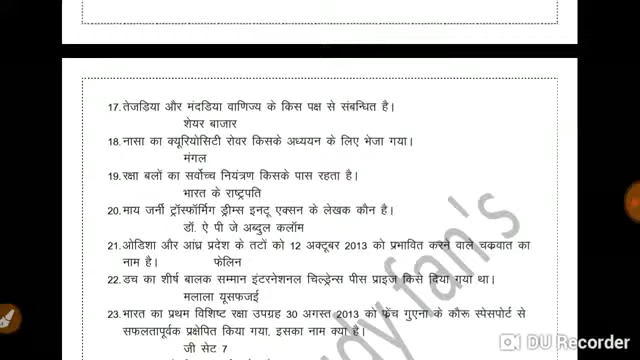 17. तेजडिया और मंदडिया वाणिज्य के किस पक्ष से संबन्धित है।
शेयर बाजार
18. नासा का क्यूरियोसिटी रोवर किसके अध्ययन के लिए भेजा गया।
मंगल
19. रक्षा बलों का सर्वोच्च नियंत्रण किसके पास रहता है।
भारत के राष्ट्रपति
20. माय जर्नी ट्रॉस्फॉर्मिग ड्रीम्स इनटू एक्सन के लेखक कौन है।
डॉ. ऐ पी जे अब्दुल कलॉम
21. ओडिशा और आंध्र प्रदेश के तटों को 12 अक्टूबर 2013 को प्रभावित करने वाले चकवात का
नाम है। फेलिन
22. डच का शीर्ष बालक सम्मान इंटरनेशनल चिल्ड्रेन्स पीस प्राइज किसे दिया गया था।
मलाला यूसफजई
23. भारत का प्रथम विशिष्ट रक्षा उपग्रह 30 अगस्त 2013 को फ्रेंच गुएना के कौरू स्पेसपोर्ट से
सफलतापूर्वक प्रक्षेपित किया गया, इसका नाम क्या है।
जी सेट 7
dy fan's
DU Recorder